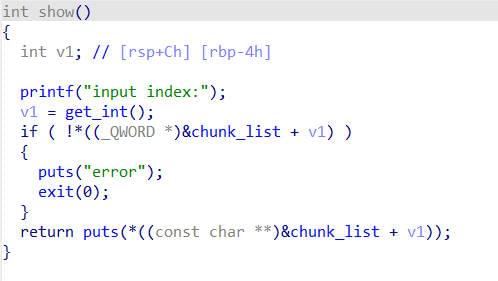 int show()
{
  int v1; // [rsp+Ch] [rbp-4h]
  printf("input index:");
  v1 = get_int();
  if ( !*((_QWORD *)&chunk_list + v1) )
  {
    puts("error");
    exit(0);
  }
  return puts(*((const char **)&chunk_list + v1));
}